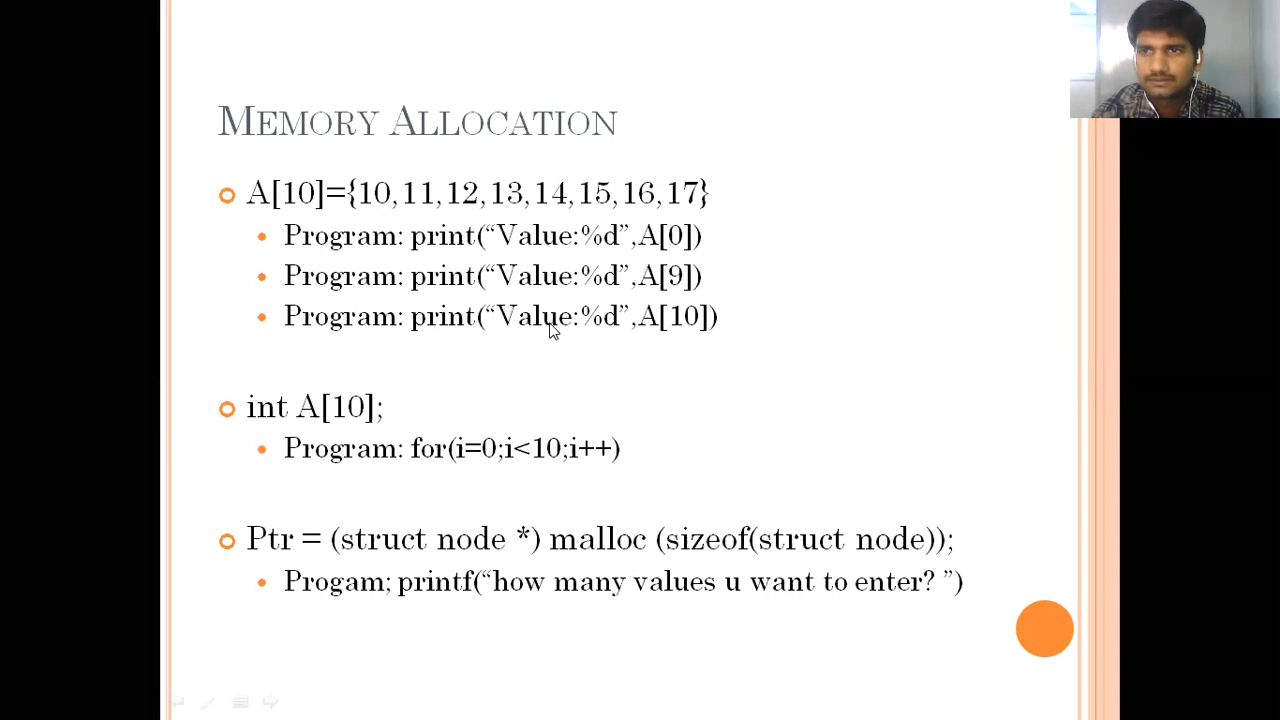 MEMORY ALLOCATION
A[10]={10,11,12,13,14,15,16,17}
Program: print(“Value:%d”,A[0])
Program: print(“Value:%d”,A[9])
Program: print(“Value:%d”,A[10])
int A[10];
Program: for(i=0;i<10;i++)
Ptr = (struct node *) malloc (sizeof(struct node));
Progam; printf(“how many values u want to enter? ”)